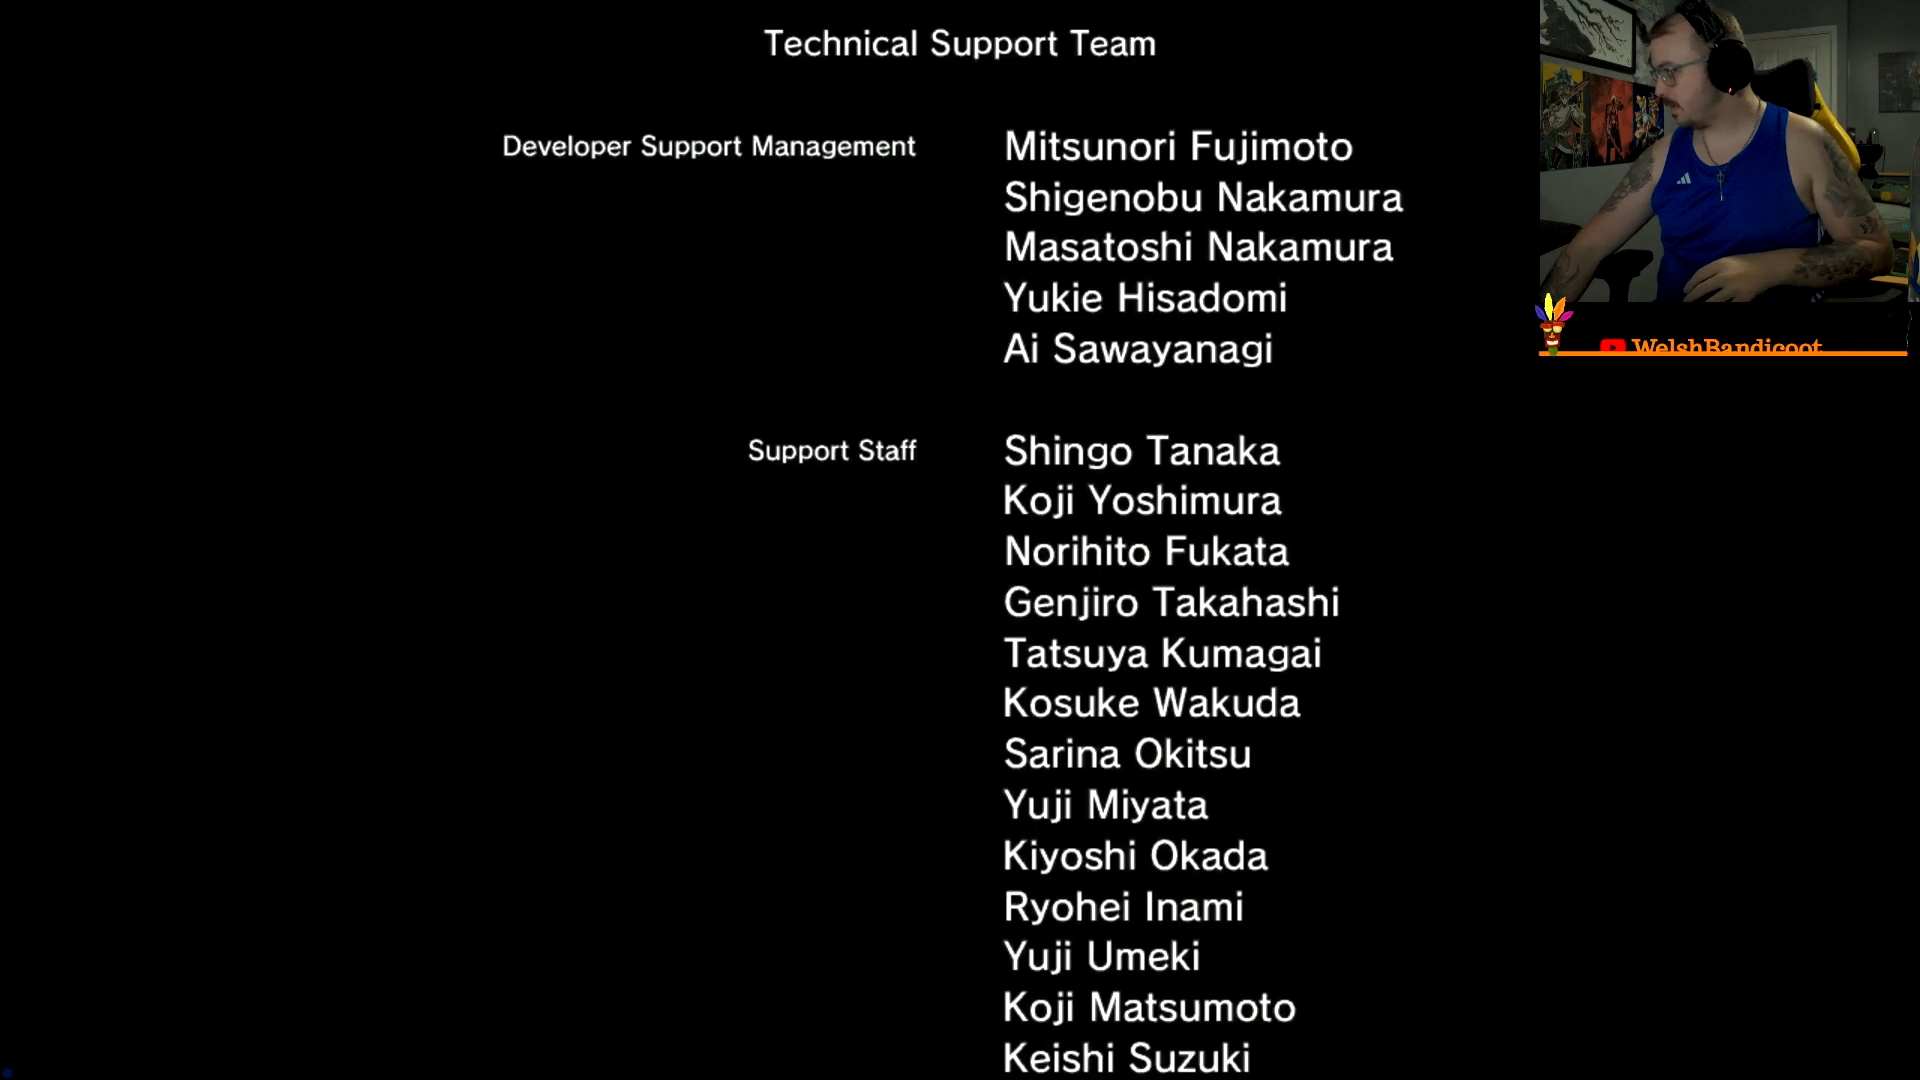 Technical Support Team
Developer Support Management Mitsunori Fujimoto
Shigenobu Nakamura
Masatoshi Nakamura
Yukie Hisadomi
Ai Sawayanagi
Support Staff Shingo Tanaka
Koji Yoshimura
Norihito Fukata
Genjiro Takahashi
Tatsuya Kumagai
Kosuke Wakuda
Sarina Okitsu
Yuji Miyata
Kiyoshi Okada
Ryohei Inami
Yuji Umeki
Koji Matsumoto
Keishi Suzuki
WelshBandicoot